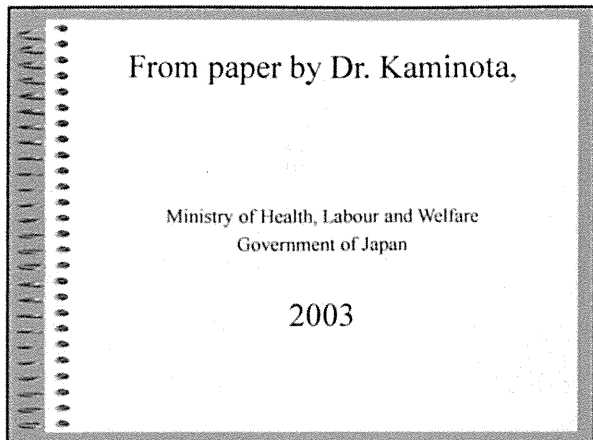 From paper by Dr. Kaminota,
Ministry of Health, Labour and Welfare
Government of Japan
2003